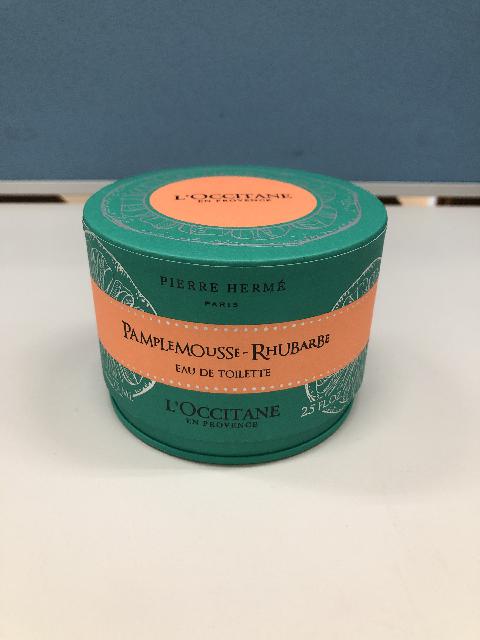 L'OCCITANE
EN PROVENCE
PIERRE HERMÉ
PARIS
PAMPLEMOUSSE-RHUBARBE
EAU DE TOILETTE
L'OCCITANE
EN PROVENCE
2.5 FL.OZ